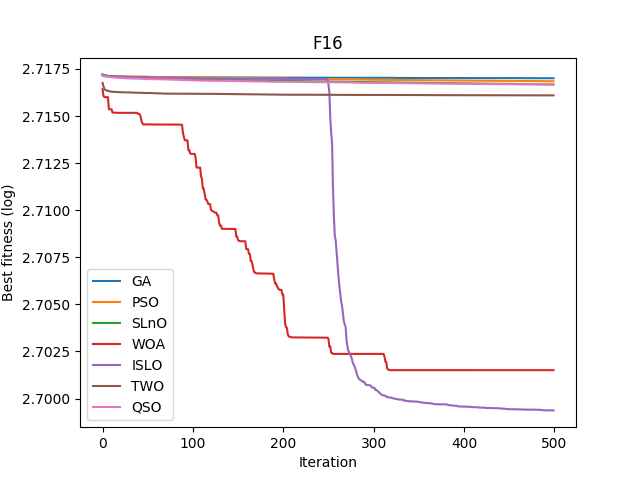 F16
Best fitness (log)
2.7175
2.7150
2.7125
2.7100
2.7075
2.7050
2.7025
2.7000
GA
PSO
SLnO
WOA
ISLO
TWO
QSO
0 100 200 300 400 500
Iteration